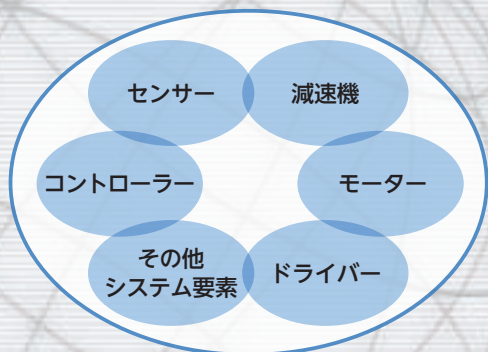 センサー
減速機
コントローラー
モーター
その他
システム要素
ドライバー